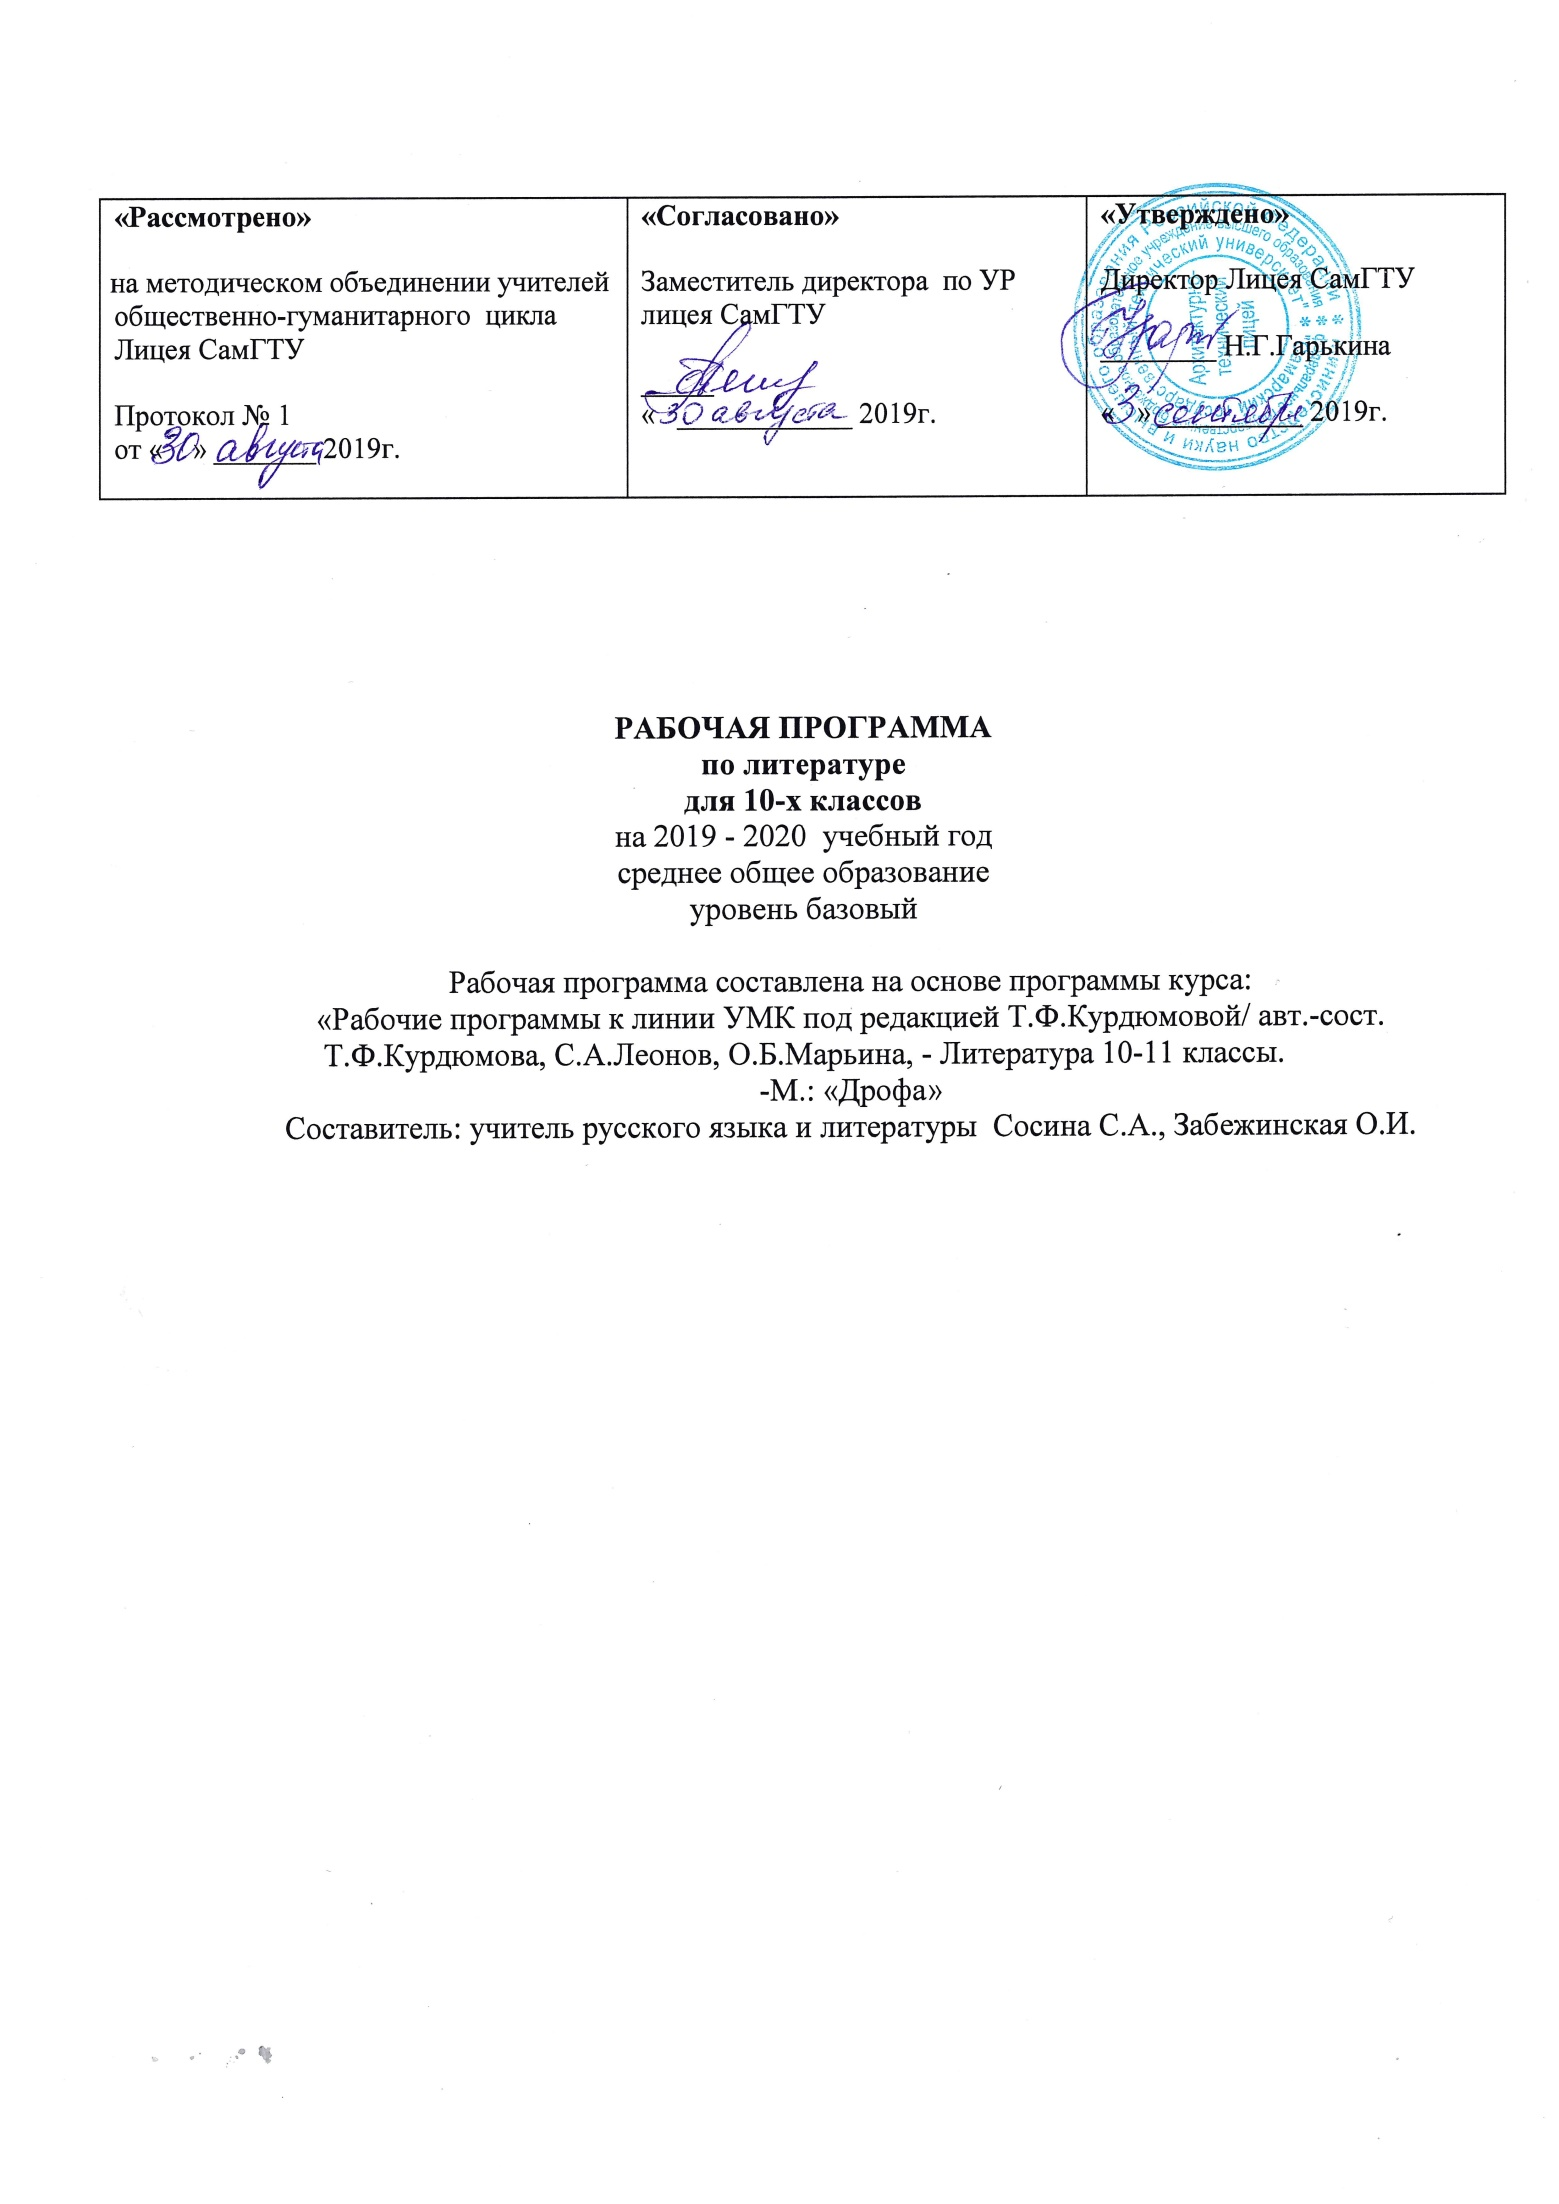 «Рассмотрено»
на методическом объединении учителей
общественно-гуманитарного цикла
Лицея СамГТУ
Протокол № 1
от «30» августа 2019г.
«Согласовано»
Заместитель директора по УР
лицея СамГТУ
«30 августа 2019г.
«Утверждено»
Директор Лицея СамГТУ
Н.Г.Гарькина
«3» сентября 2019г.
Архитектурно-
технический
лицей
РАБОЧАЯ ПРОГРАММА
по литературе
для 10-х классов
на 2019 - 2020 учебный год
среднее общее образование
уровень базовый
Рабочая программа составлена на основе программы курса:
«Рабочие программы к линии УМК под редакцией Т.Ф.Курдюмовой/ авт.-сост.
Т.Ф.Курдюмова, С.А.Леонов, О.Б.Марьина, - Литература 10-11 классы.
-М.: «Дрофа»
Составитель: учитель русского языка и литературы Сосина С.А., Забежинская О.И.